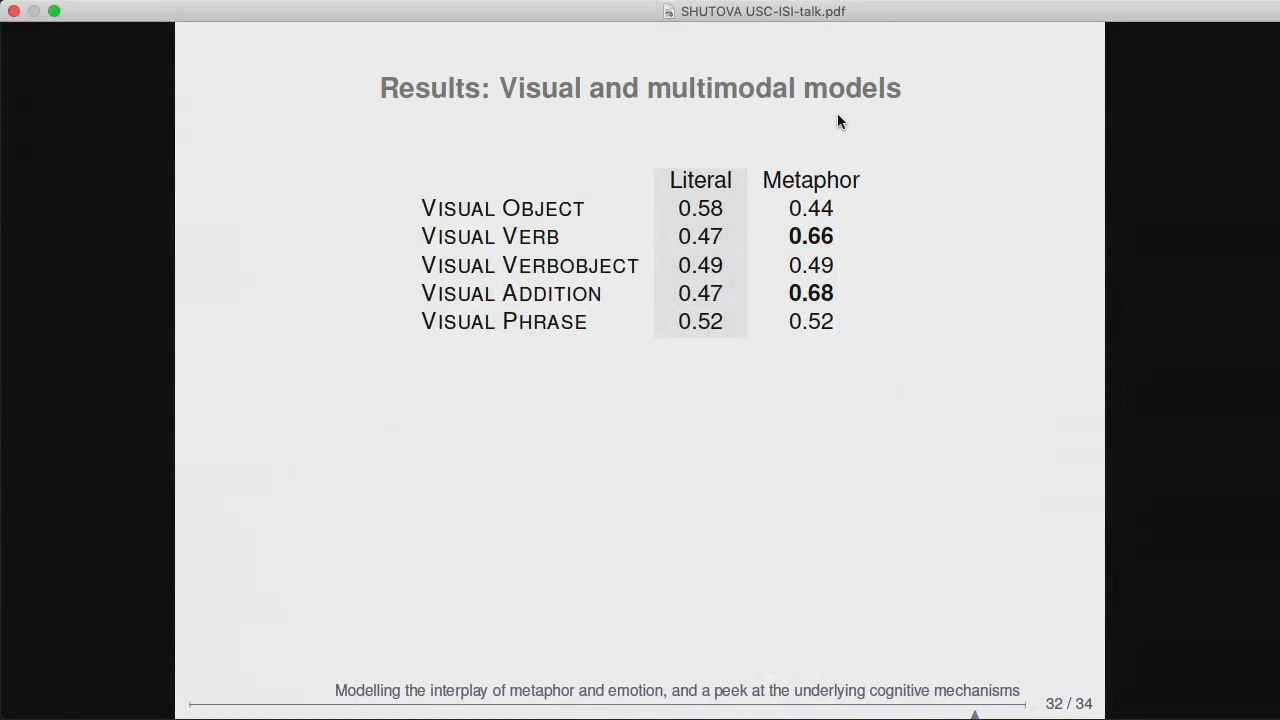 SHUTOVA USC-ISI-talk.pdf
Results: Visual and multimodal models
Literal Metaphor
VISUAL OBJECT 0.58 0.44
VISUAL VERB 0.47 0.66
VISUAL VERBOBJECT 0.49 0.49
VISUAL ADDITION 0.47 0.68
VISUAL PHRASE 0.52 0.52
Modelling the interplay of metaphor and emotion, and a peek at the underlying cognitive mechanisms
32 / 34